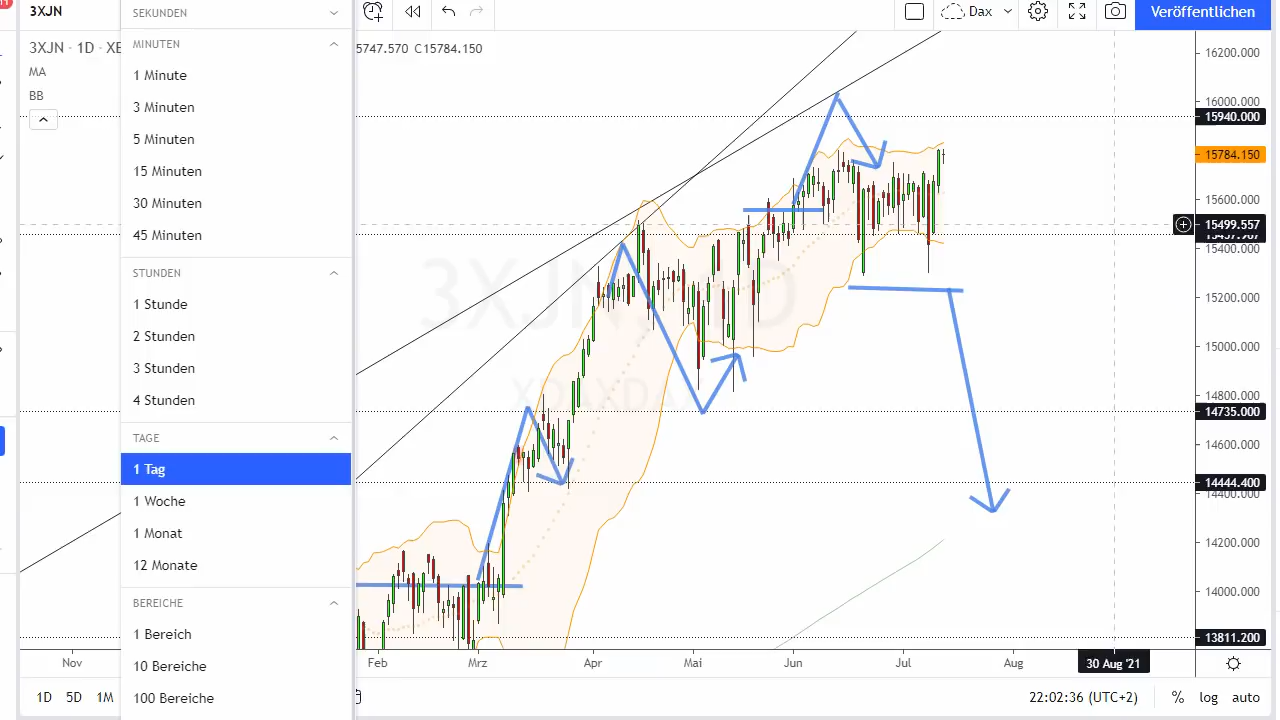 11
3XJN
SEKUNDEN
Dax
Veröffentlichen
3XJN · 1D · XE
5747.570 C15784.150
MA
BB
MINUTEN
1 Minute
3 Minuten
5 Minuten
15 Minuten
30 Minuten
45 Minuten
STUNDEN
1 Stunde
2 Stunden
3 Stunden
4 Stunden
TAGE
1 Tag
1 Woche
1 Monat
12 Monate
BEREICHE
1 Bereich
10 Bereiche
100 Bereiche
16200.000
16000.000
15940.000
15784.150
15600.000
15499.557
15400.000
15200.000
15000.000
14800.000
14735.000
14600.000
14444.400
14400.000
14200.000
14000.000
13811.200
Nov
Feb
Mrz
Apr
Mai
Jun
Jul
Aug
30 Aug '21
1D 5D 1M
22:02:36 (UTC+2)
% log auto